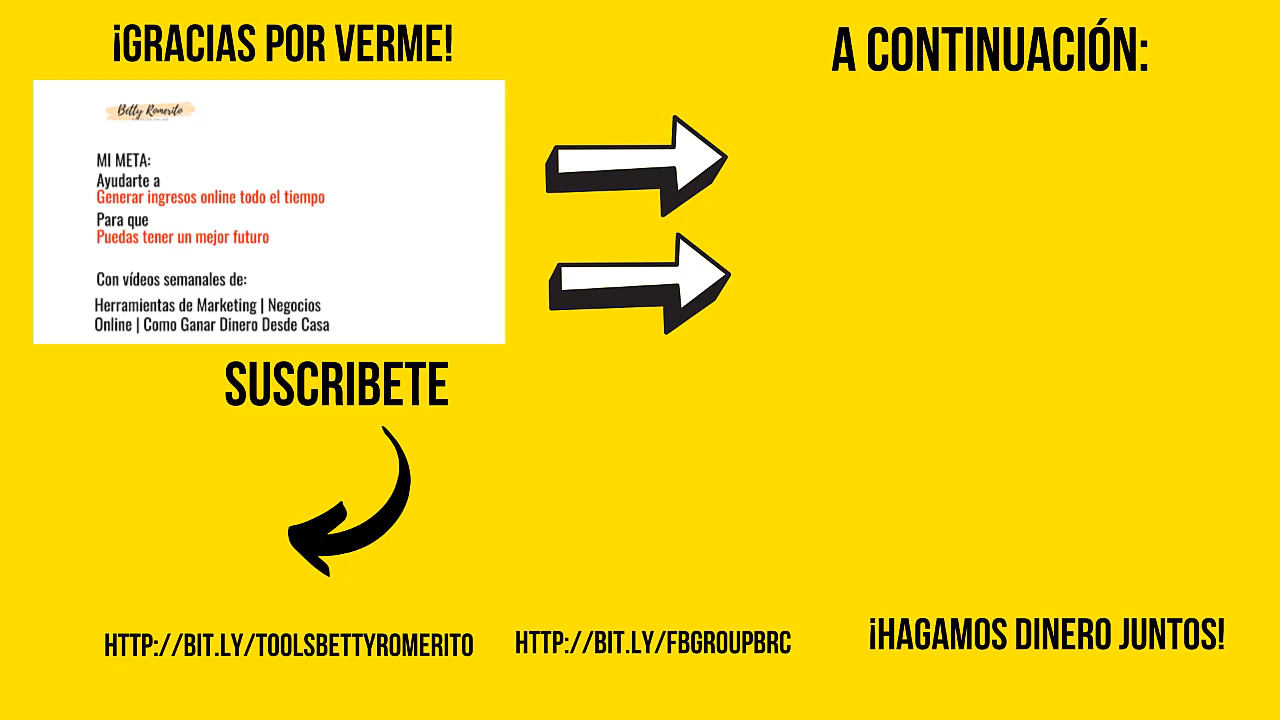 ¡GRACIAS POR VERME!
A CONTINUACIÓN:
Betty Romerito
MI META:
Ayudarte a
Generar ingresos online todo el tiempo
Para que
Puedas tener un mejor futuro
Con vídeos semanales de:
Herramientas de Marketing | Negocios
Online | Como Ganar Dinero Desde Casa
SUSCRIBETE
HTTP://BIT.LY/TOOLSBETTYROMERITO
HTTP://BIT.LY/FBGROUPBRC
¡HAGAMOS DINERO JUNTOS!